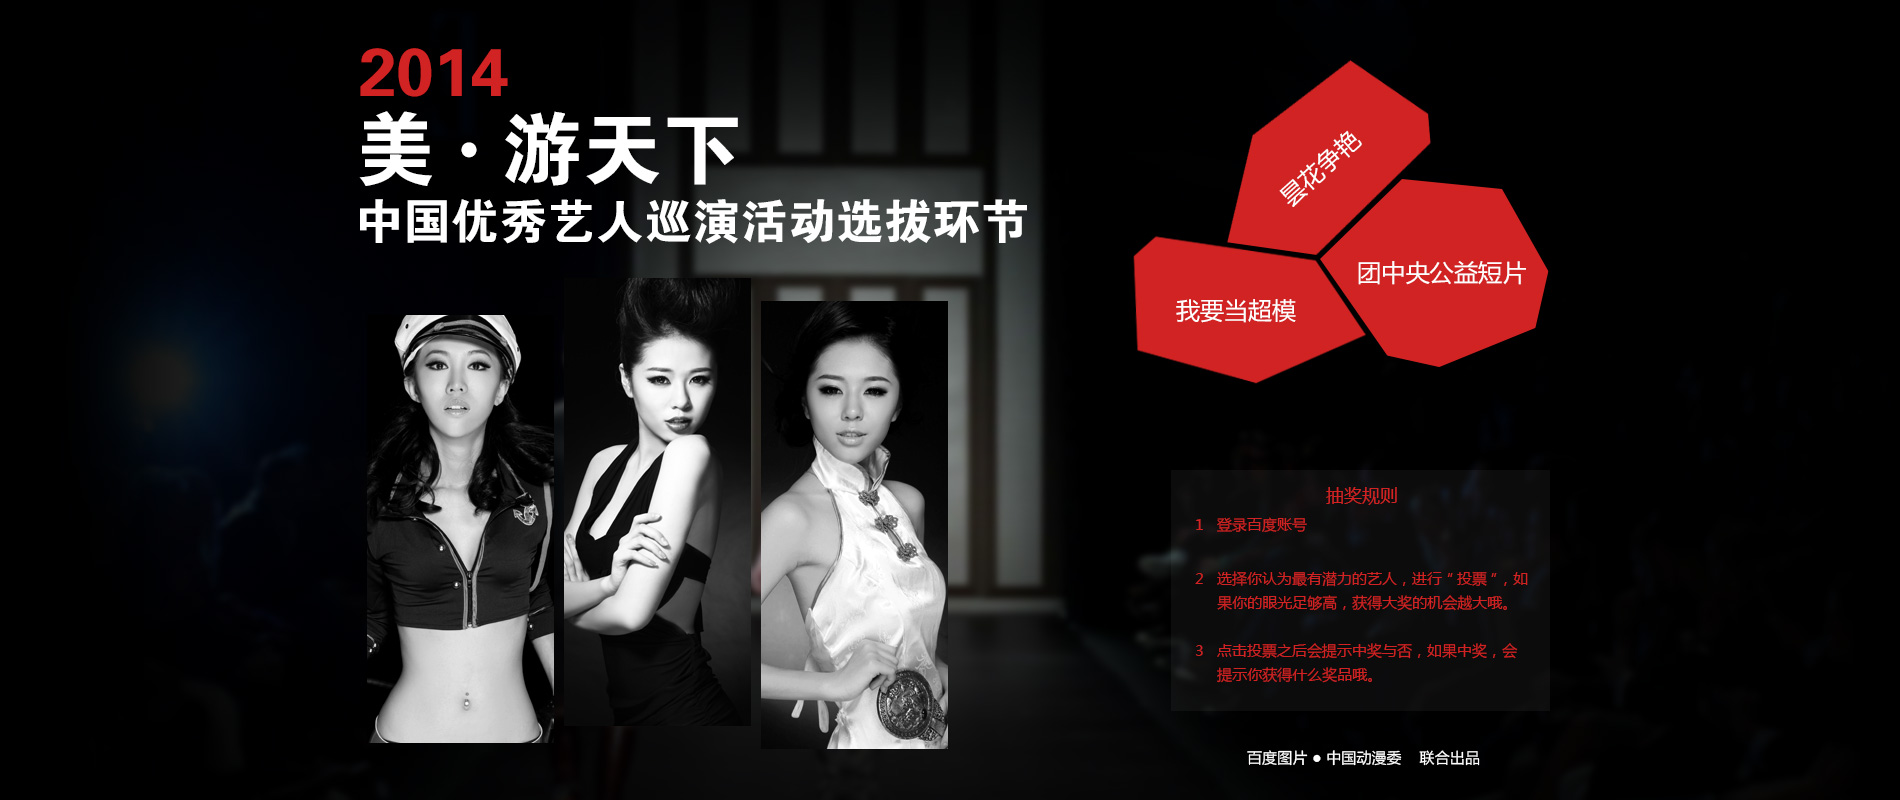 2014
美·游天下
中国优秀艺人巡演活动选拔环节
昙花争艳
团中央公益短片
我要当超模
抽奖规则
1 登录百度账号
2 选择你认为最有潜力的艺人，进行“投票”，如
果你的眼光足够高，获得大奖的机会越大哦。
3 点击投票之后会提示中奖与否，如果中奖，会
提示你获得什么奖品哦。
百度图片●中国动漫委 联合出品